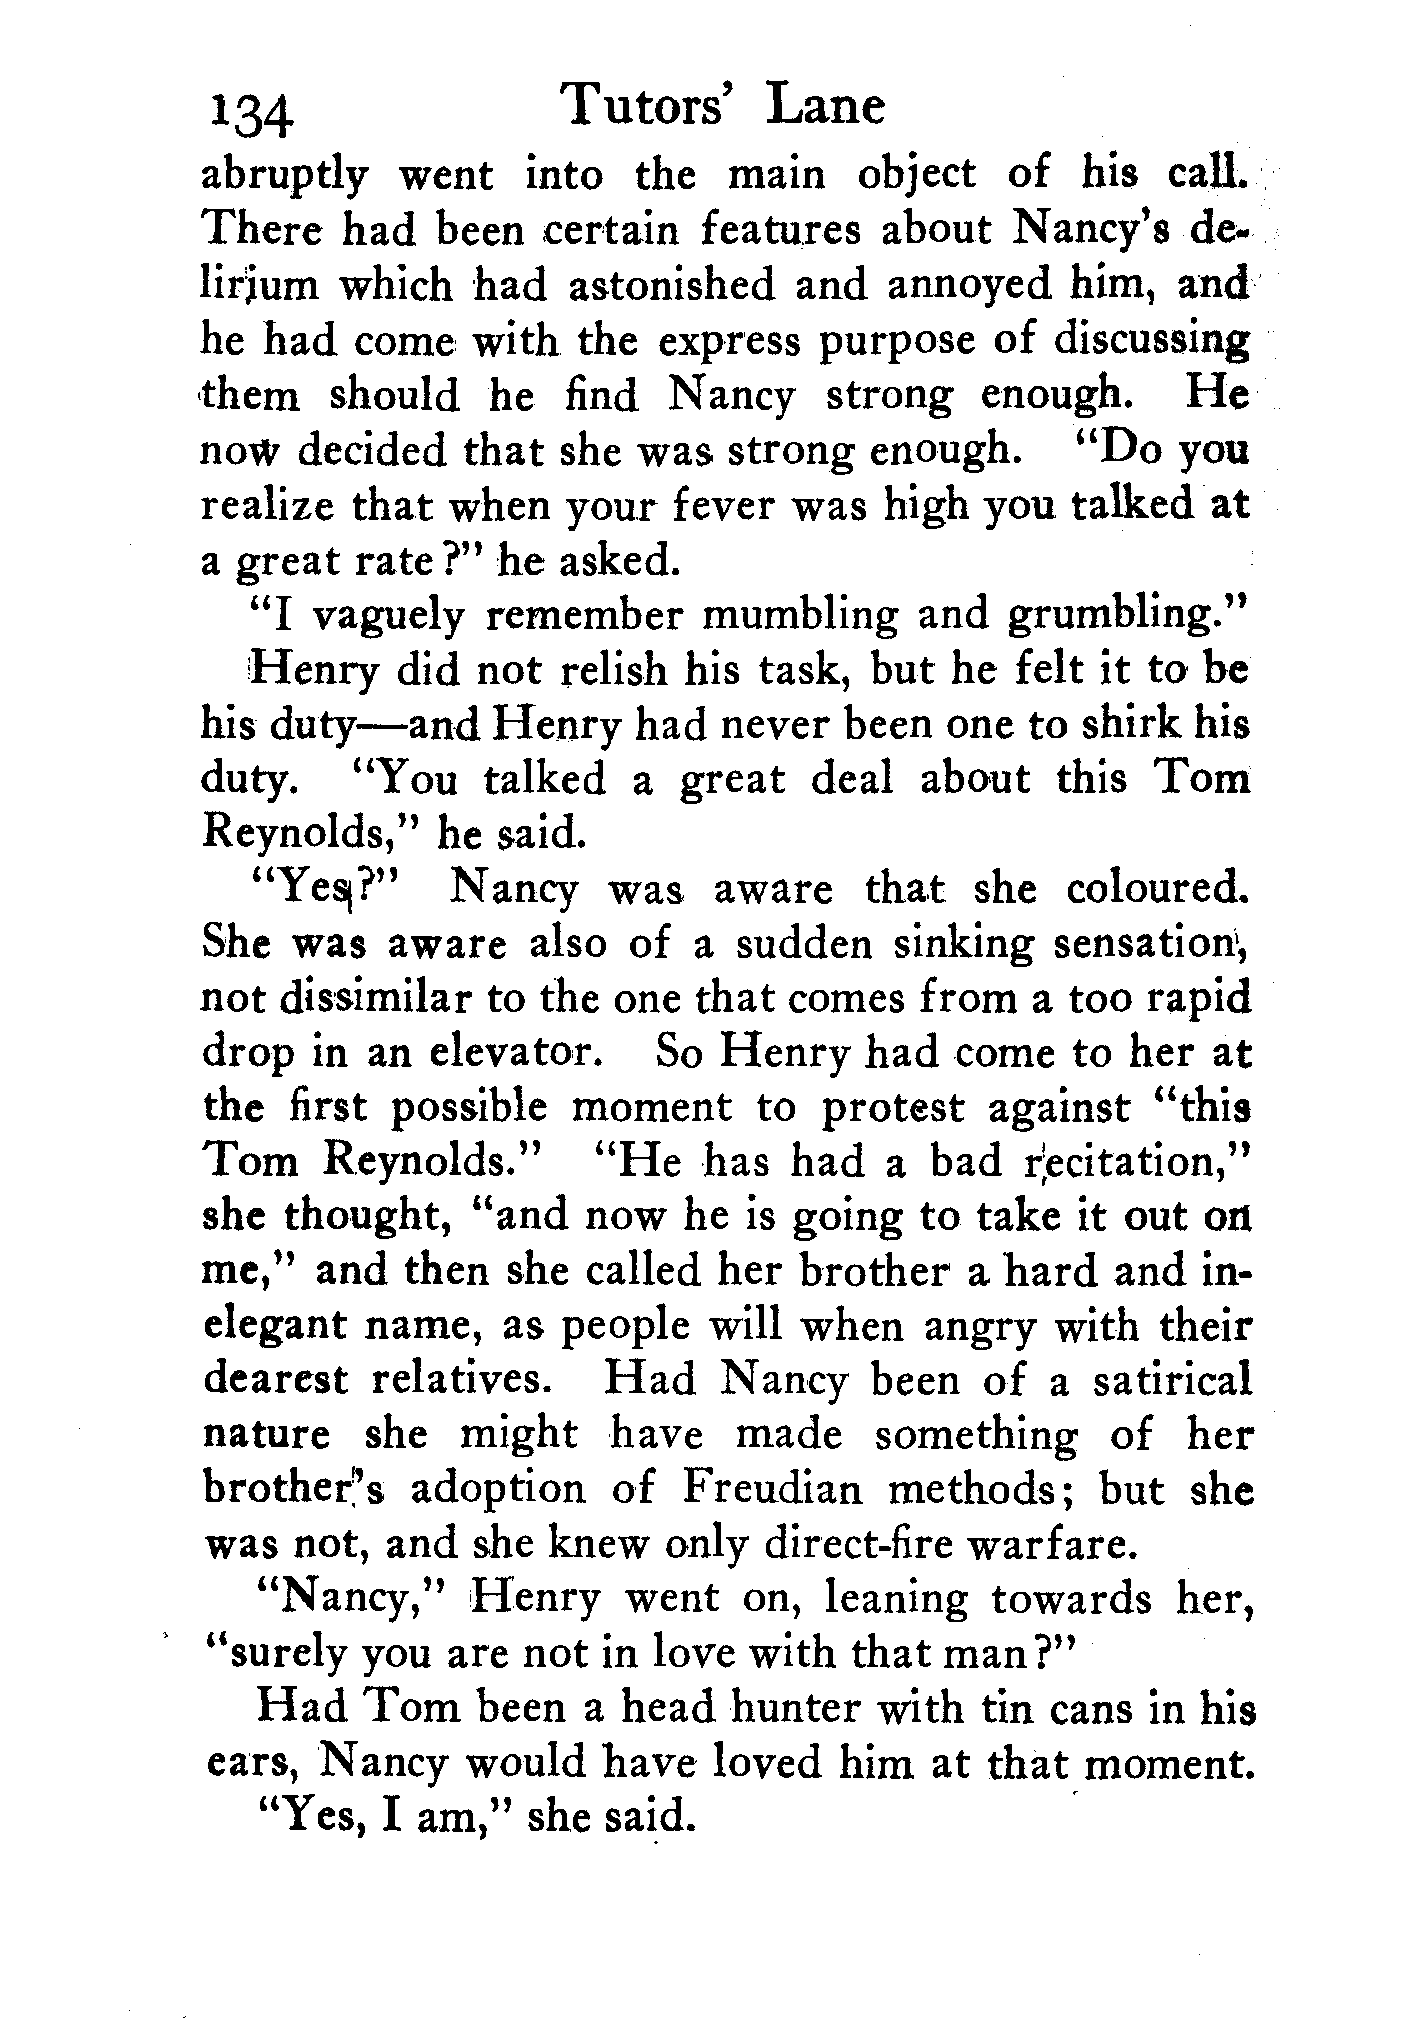 134 Tutors' Lane
abruptly went into the main object of his call.
There had been certain features about Nancy's de-
lirium which had astonished and annoyed him, and
he had come with the express purpose of discussing
them should he find Nancy strong enough. He
now decided that she was strong enough. "Do you
realize that when your fever was high you talked at
a great rate?" he asked.
"I vaguely remember mumbling and grumbling."
Henry did not relish his task, but he felt it to be
his duty—and Henry had never been one to shirk his
duty. "You talked a great deal about this Tom
Reynolds," he said.
"Yes?" Nancy was aware that she coloured.
She was aware also of a sudden sinking sensation,
not dissimilar to the one that comes from a too rapid
drop in an elevator. So Henry had come to her at
the first possible moment to protest against "this
Tom Reynolds." "He has had a bad recitation,"
she thought, "and now he is going to take it out on
me," and then she called her brother a hard and in-
elegant name, as people will when angry with their
dearest relatives. Had Nancy been of a satirical
nature she might have made something of her
brother's adoption of Freudian methods; but she
was not, and she knew only direct-fire warfare.
"Nancy," Henry went on, leaning towards her,
"surely you are not in love with that man?"
Had Tom been a head hunter with tin cans in his
ears, Nancy would have loved him at that moment.
"Yes, I am," she said.